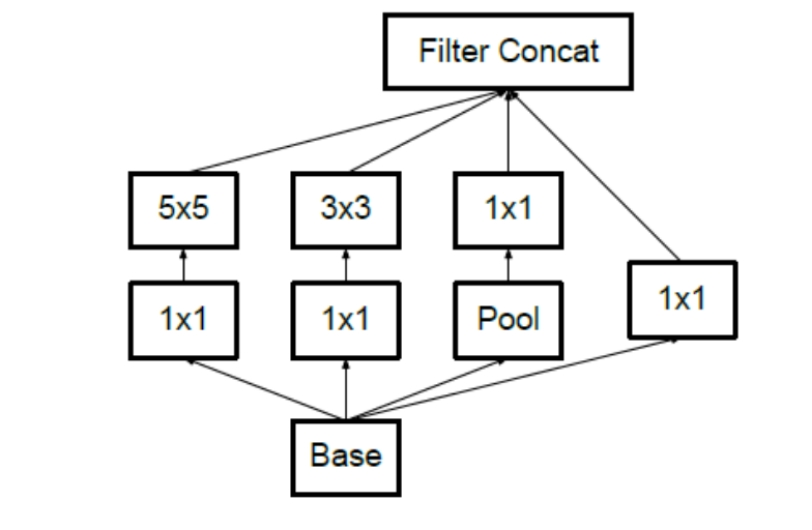 Filter Concat
5x5
3x3
1x1
1x1
1x1
Pool
1x1
Base